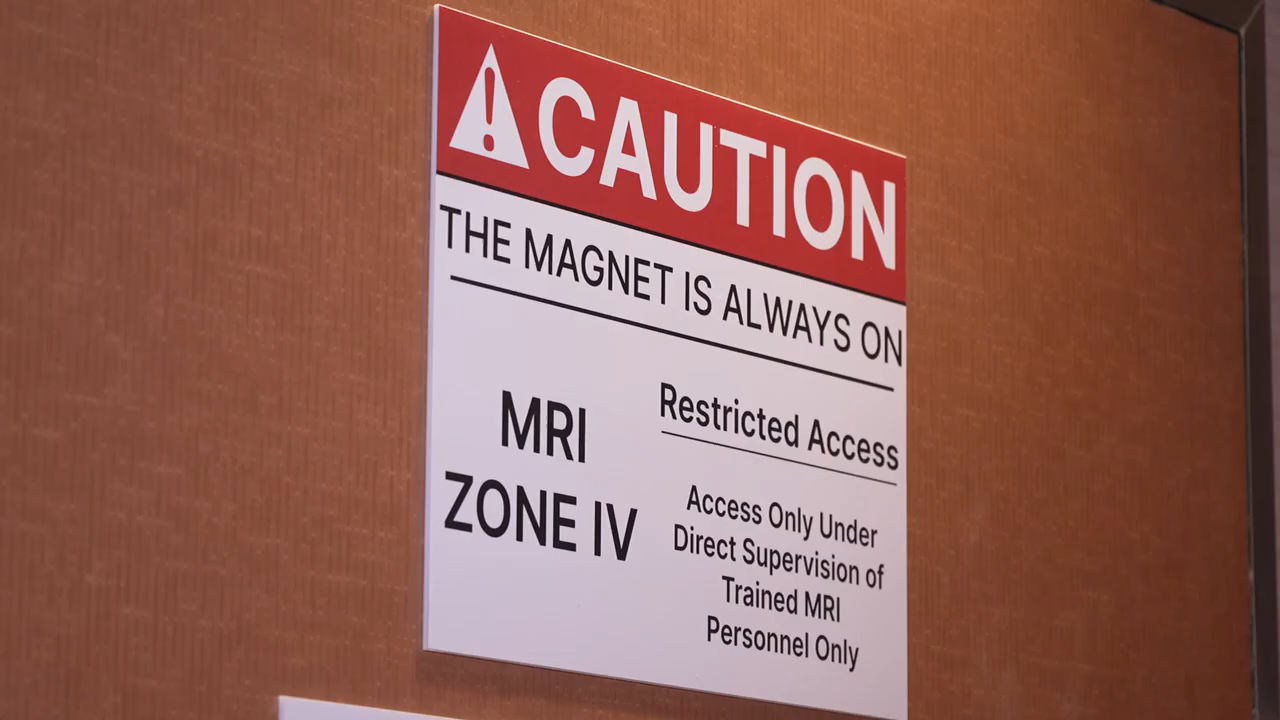 CAUTION
THE MAGNET IS ALWAYS ON
MRI
ZONE IV
Restricted Access
Access Only Under
Direct Supervision of
Trained MRI
Personnel Only